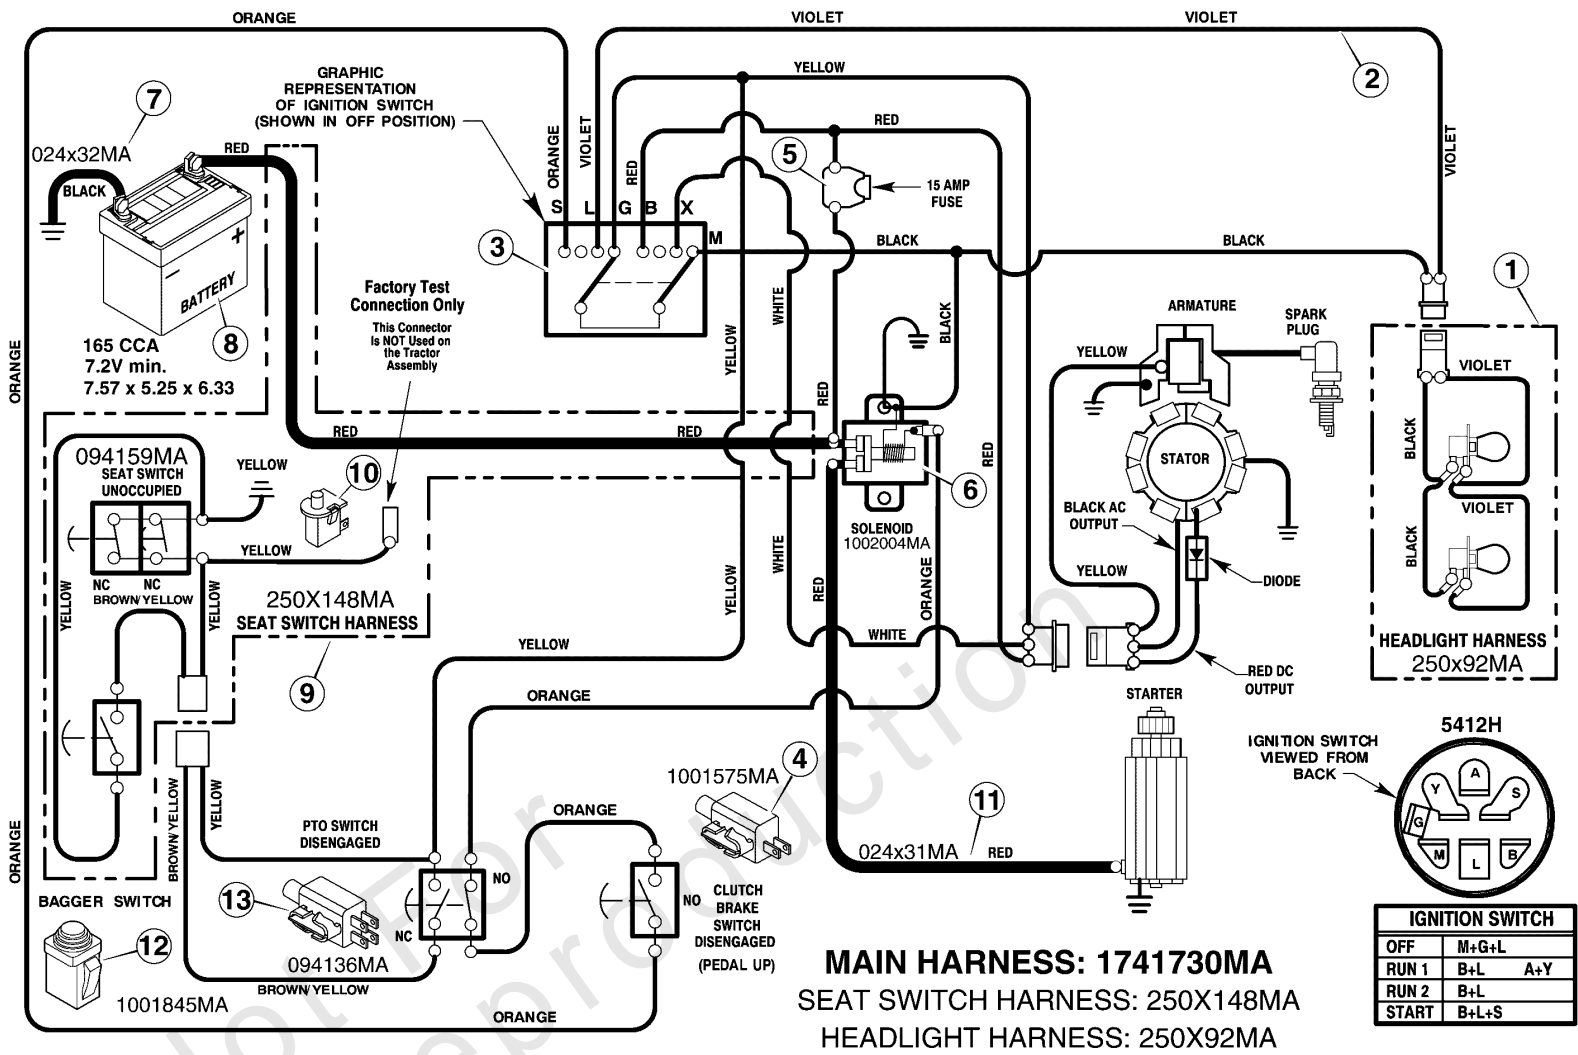 ORANGE
VIOLET
VIOLET
2
GRAPHIC
REPRESENTATION
OF IGNITION SWITCH
(SHOWN IN OFF POSITION)
YELLOW
7
024x32MA
RED
BLACK
ORANGE
VIOLET
RED
RED
5
15 AMP
FUSE
VIOLET
S L G B X
M
3
BLACK
BLACK
1
+
−
BATTERY
8
165 CCA
7.2V min.
7.57 x 5.25 x 6.33
Factory Test
Connection Only
This Connector
Is NOT Used on
the Tractor
Assembly
WHITE
YELLOW
BLACK
RED
ARMATURE
SPARK
PLUG
YELLOW
VIOLET
ORANGE
RED
RED
094159MA
SEAT SWITCH
UNOCCUPIED
YELLOW
10
YELLOW
NC NC
BROWN/YELLOW
YELLOW
YELLOW
250X148MA
SEAT SWITCH HARNESS
9
WHITE
YELLOW
RED
6
SOLENOID
1002004MA
ORANGE
RED
STATOR
BLACK AC
OUTPUT
DIODE
YELLOW
BLACK
VIOLET
BLACK
HEADLIGHT HARNESS
250x92MA
YELLOW
WHITE
RED DC
OUTPUT
ORANGE
STARTER
BROWN/YELLOW
YELLOW
ORANGE
PTO SWITCH
DISENGAGED
1001575MA
4
ORANGE
11
024x31MA RED
5412H
IGNITION SWITCH
VIEWED FROM
BACK
A
Y
S
G
M
L
B
BAGGER SWITCH
12
1001845MA
13
094136MA
NO
NC
BROWN/YELLOW
ORANGE
NO
CLUTCH
BRAKE
SWITCH
DISENGAGED
(PEDAL UP)
MAIN HARNESS: 1741730MA
SEAT SWITCH HARNESS: 250X148MA
HEADLIGHT HARNESS: 250X92MA
IGNITION SWITCH
OFF M+G+L
RUN 1 B+L A+Y
RUN 2 B+L
START B+L+S
Not For
Reproduction